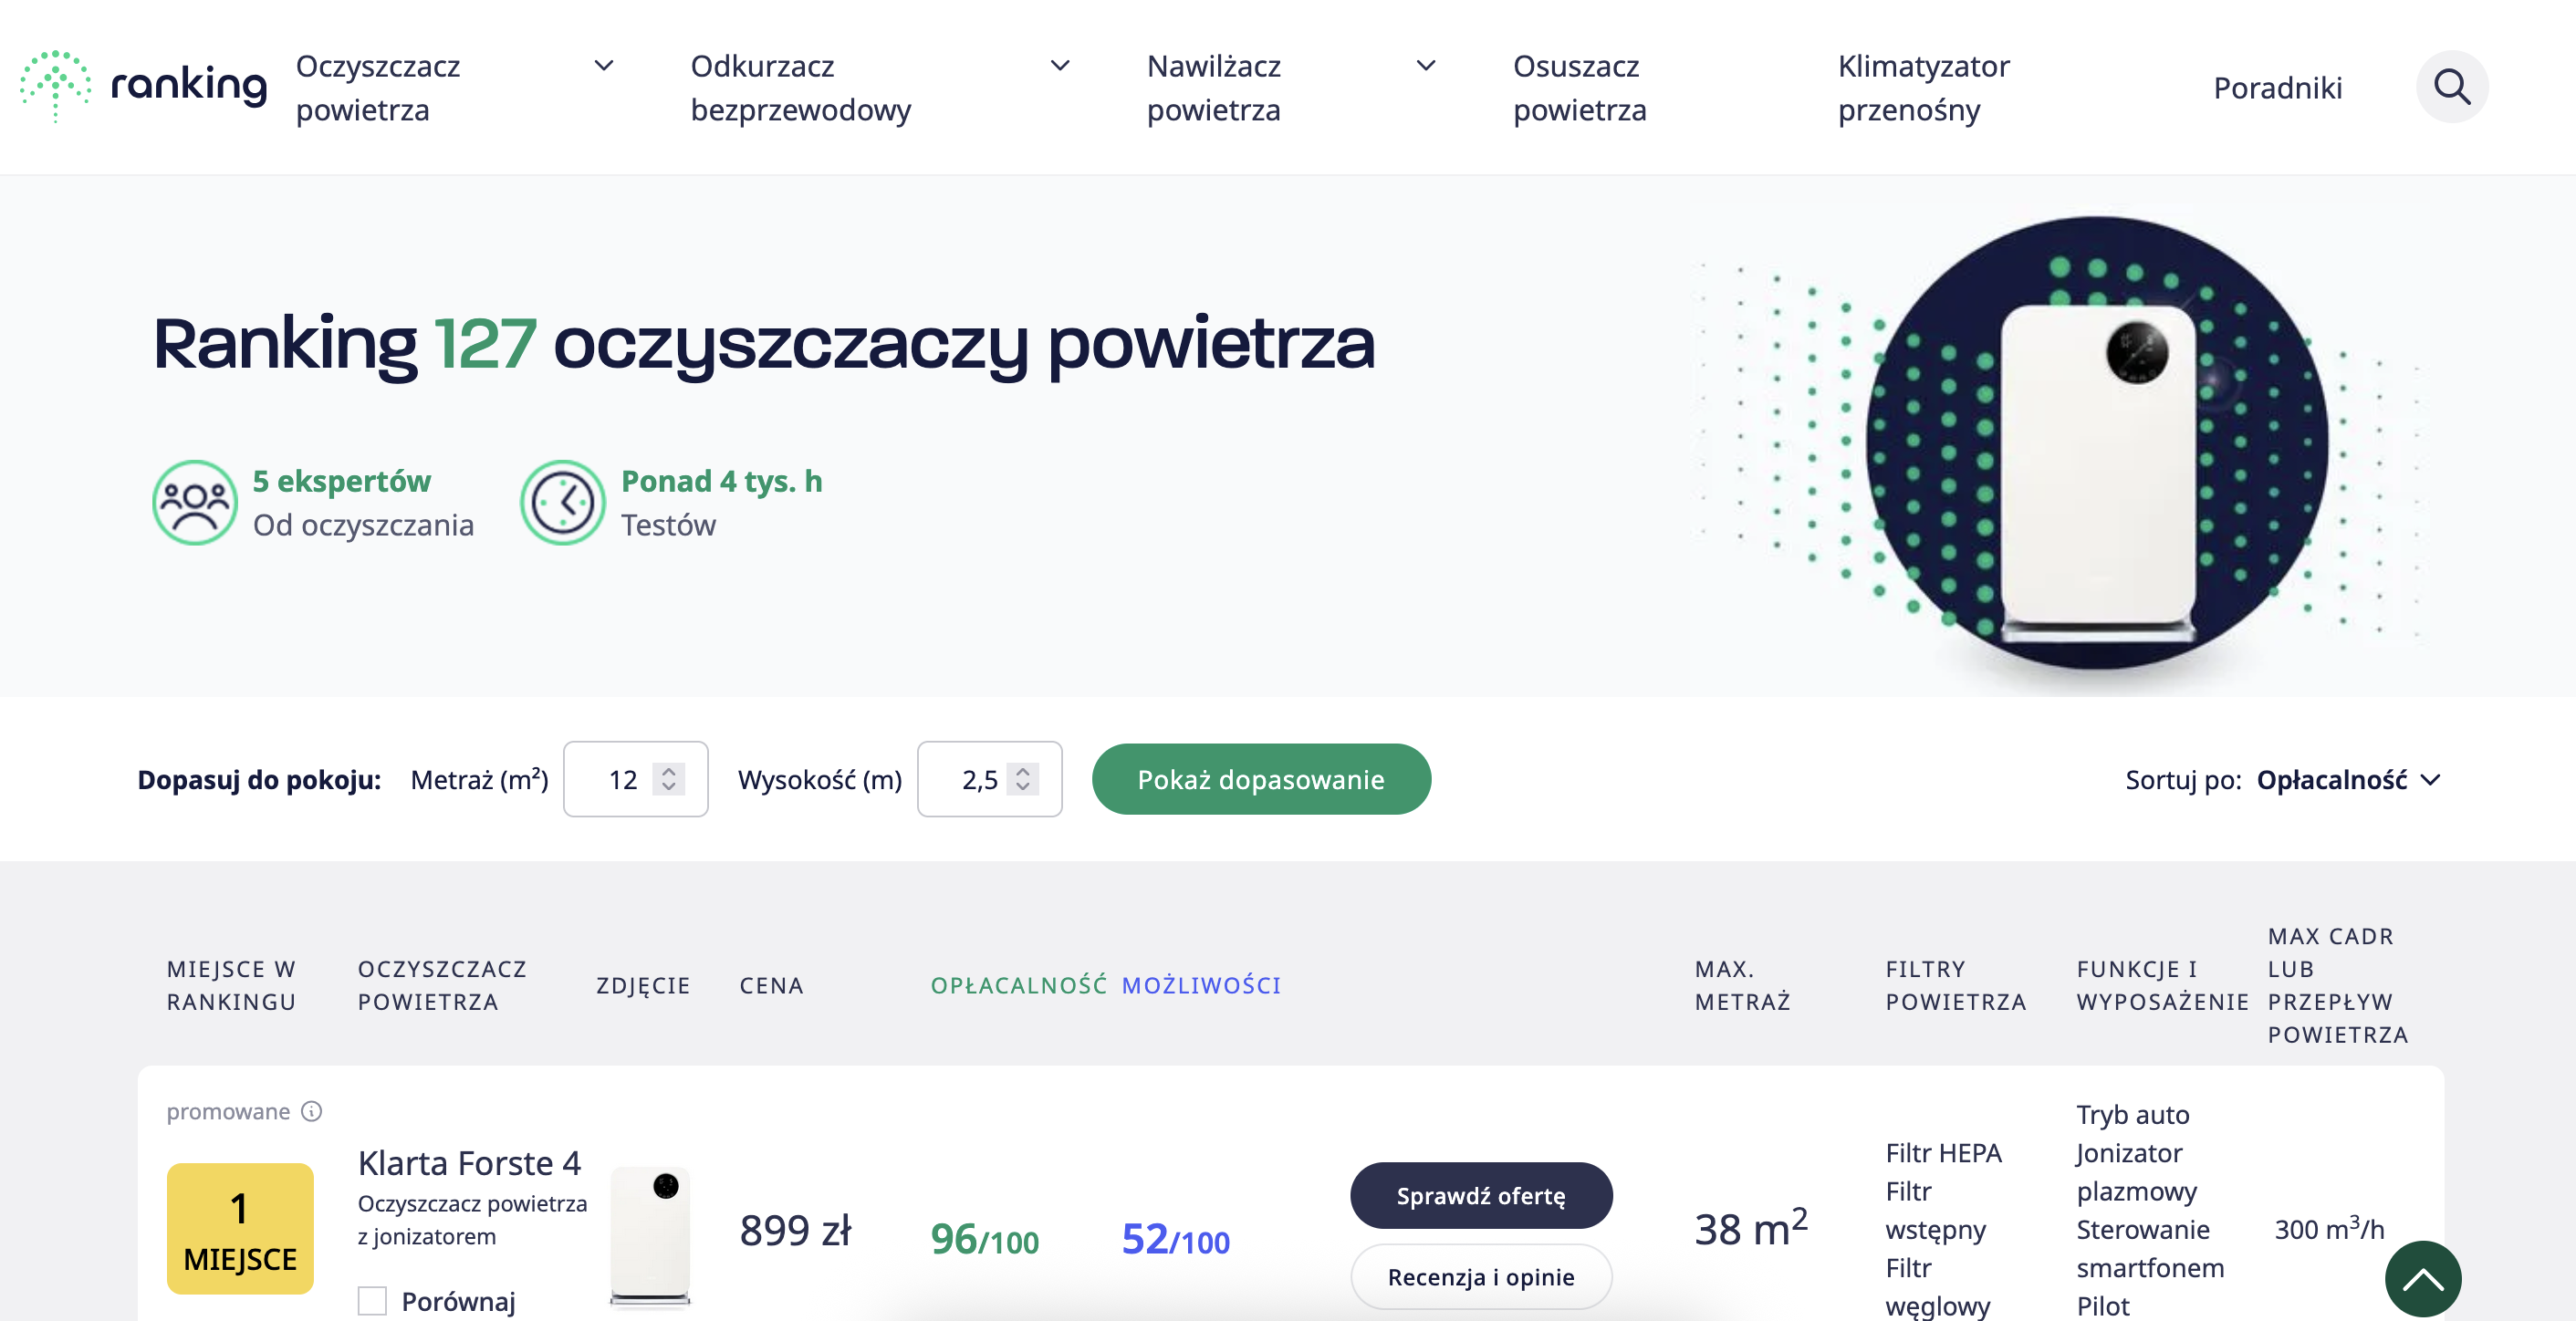 ranking
Oczyszczacz
powietrza
Odkurzacz
bezprzewodowy
Nawilżacz
powietrza
Osuszacz
powietrza
Klimatyzator
przenośny
Poradniki
Ranking 127 oczyszczaczy powietrza
5 ekspertów
Od oczyszczania
Ponad 4 tys. h
Testów
Dopasuj do pokoju: Metraż (m²) 12 Wysokość (m) 2,5 Pokaż dopasowanie Sortuj po: Opłacalność
MIEJSCE W
RANKINGU
OCZYSZCZACZ
POWIETRZA
ZDJĘCIE
CENA
OPŁACALNOŚĆ
MOŻLIWOŚCI
MAX.
METRAŻ
FILTRY
POWIETRZA
FUNKCJE I
WYPOSAŻENIE
MAX CADR
LUB
PRZEPŁYW
POWIETRZA
promowane
1
MIEJSCE
Klarta Forste 4
Oczyszczacz powietrza
z jonizatorem
Porównaj
899 zł
96/100
52/100
Sprawdź ofertę
Recenzja i opinie
38 m²
Filtr HEPA
Filtr
wstępny
Filtr
węglowy
Tryb auto
Jonizator
plazmowy
Sterowanie
smartfonem
Pilot
300 m³/h